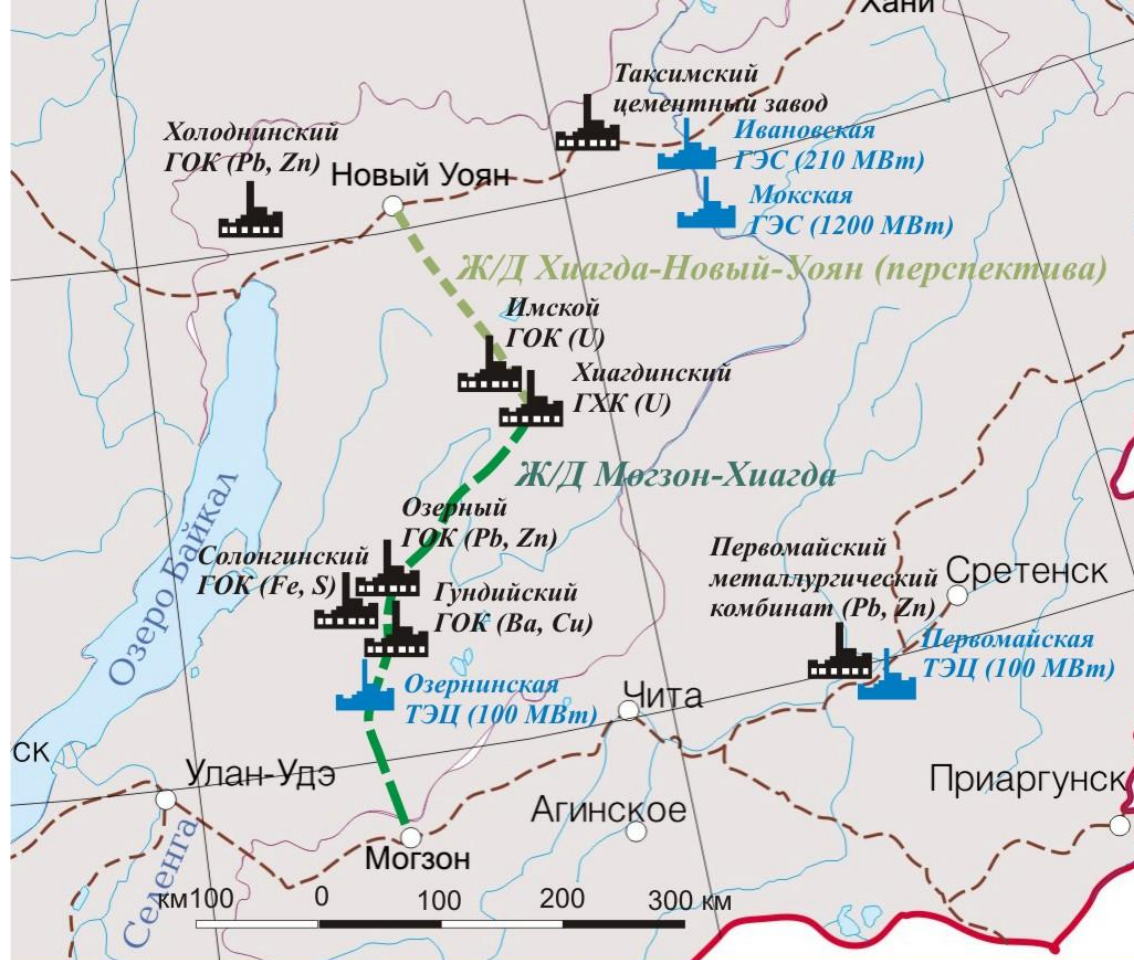 Хани
Таксимский
цементный завод
Ивановская
ГЭС (210 МВт)
Холоднинский
ГОК (Pb, Zn)
Новый Уоян
Мокская
ГЭС (1200 МВт)
Ж/Д Хиагда-Новый-Уоян (перспектива)
Имской
ГОК (U)
Хиагдинский
ГХК (U)
Ж/Д Могзон-Хиагда
Озеро Байкал
Озерный
ГОК (Pb, Zn)
Солонгинский
ГОК (Fe, S)
Гундийский
ГОК (Ba, Cu)
Первомайский
металлургический
комбинат (Pb, Zn)
Сретенск
Первомайская
ТЭЦ (100 МВт)
Озернинская
ТЭЦ (100 МВт)
Чита
ск
Улан-Удэ
Приаргунск
Агинское
Могзон
Селенга
км100 0 100 200 300 км